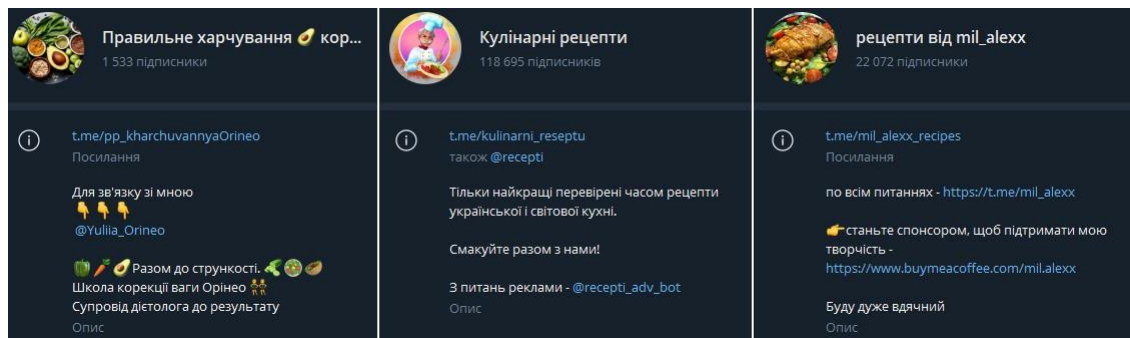 Правильне харчування 🥑 кор...
1 533 підписники
t.me/pp_kharchuvannyaOrineo
Посилання
Для зв'язку зі мною
👇👇👇
@Yuliia_Orineo
🫑🥕🥑Разом до стрункості.🥦🥗🥙
Школа корекції ваги Орінео 👯
Супровід дієтолога до результату
Опис
Кулінарні рецепти
118 695 підписників
t.me/kulinarni_reseptu
також @recepti
Тільки найкращі перевірені часом рецепти
української і світової кухні.
Смакуйте разом з нами!
З питань реклами - @recepti_adv_bot
Опис
рецепти від mil_alexx
22 072 підписники
t.me/mil_alexx_recipes
Посилання
по всім питаннях - https://t.me/mil_alexx
👉станьте спонсором, щоб підтримати мою
творчість -
https://www.buymeacoffee.com/mil.alexx
Буду дуже вдячний
Опис